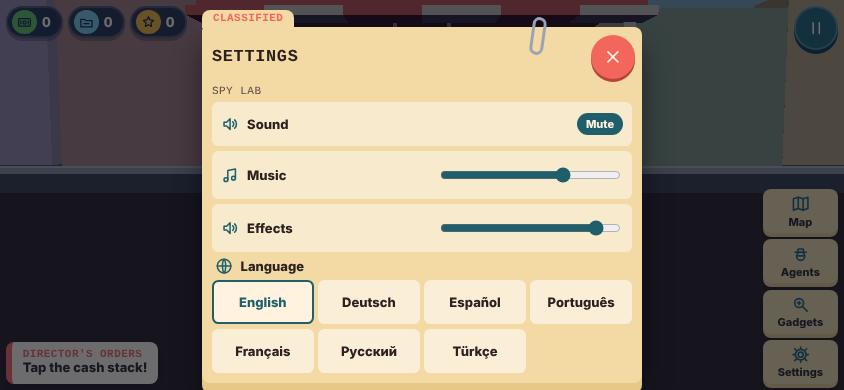 0 0 0
CLASSIFIED
SETTINGS
SPY LAB
Sound Mute
Music
Effects
Language
English Deutsch Español Português
Français Русский Türkçe
Map
Agents
Gadgets
Settings
DIRECTOR'S ORDERS
Tap the cash stack!